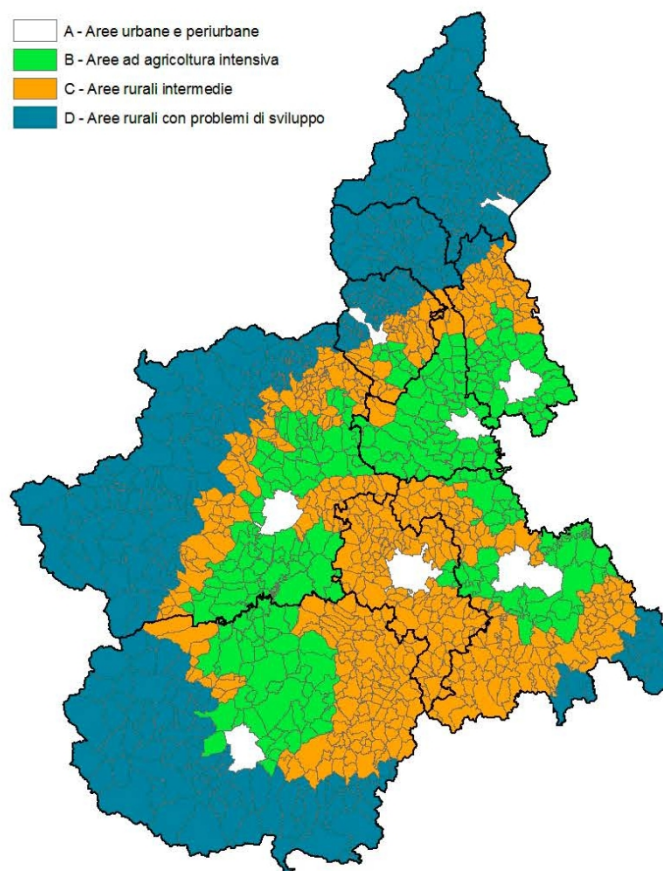 A - Aree urbane e periurbane
B - Aree ad agricoltura intensiva
C - Aree rurali intermedie
D - Aree rurali con problemi di sviluppo